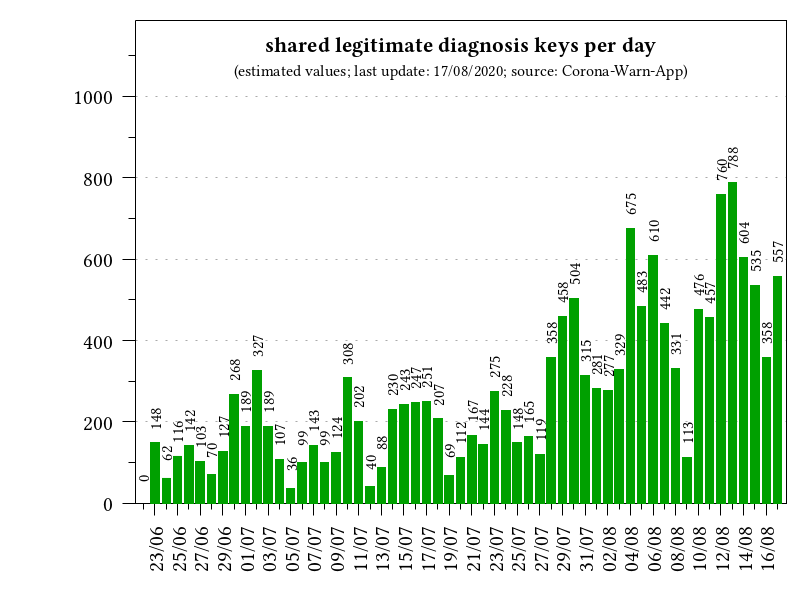 shared legitimate diagnosis keys per day
(estimated values; last update: 17/08/2020; source: Corona-Warn-App)
1000
800
600
400
200
0
0 148 62 116 142 103 70 127 268 189 327 189 107 36 99 143 99 124 308 202 40 88 230 243 247 251 207 69 112 167 144 275 228 148 165 119 358 458 504 315 281 277 329 675 483 610 442 331 113 476 457 760 788 604 535 358 557
23/06 25/06 27/06 29/06 01/07 03/07 05/07 07/07 09/07 11/07 13/07 15/07 17/07 19/07 21/07 23/07 25/07 27/07 29/07 31/07 02/08 04/08 06/08 08/08 10/08 12/08 14/08 16/08